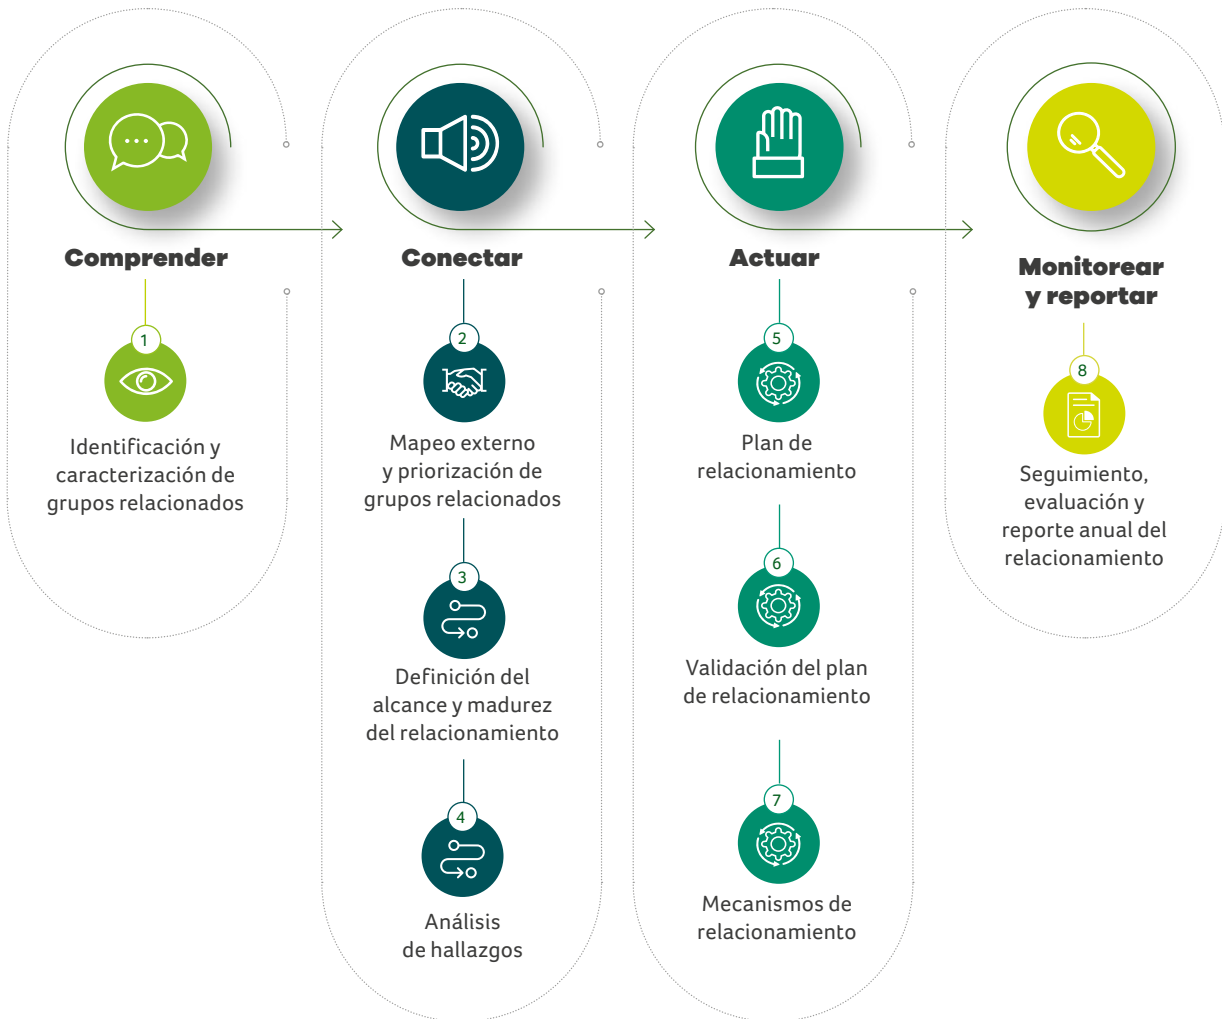 Comprender
1
Identificación y
caracterización de
grupos relacionados
Conectar
2
Mapeo externo
y priorización de
grupos relacionados
3
Definición del
alcance y madurez
del relacionamiento
4
Análisis
de hallazgos
Actuar
5
Plan de
relacionamiento
6
Validación del plan
de relacionamiento
7
Mecanismos de
relacionamiento
Monitorear
y reportar
8
Seguimiento,
evaluación y
reporte anual del
relacionamiento